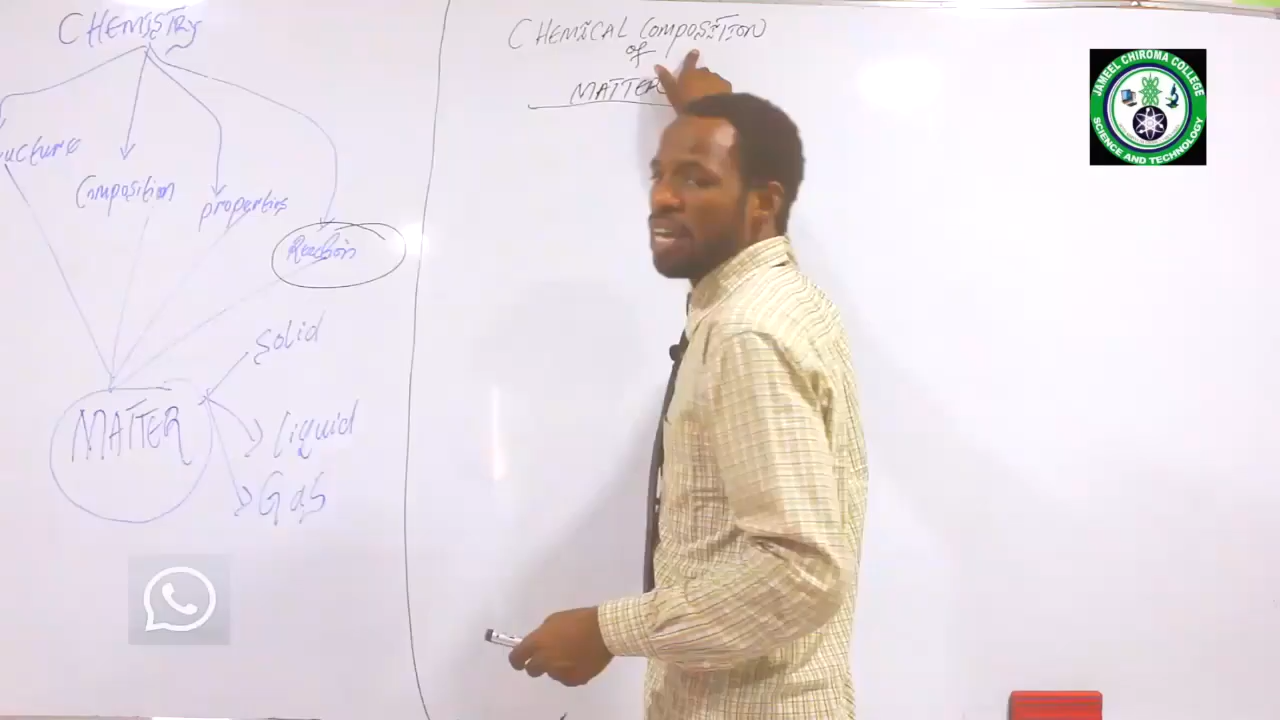 CHEMISTRY
ucture
Composition
properties
Reaction
MATTER
Solid
Liquid
Gas
CHEMICAL COMPOSITION
of
MATTER
JAMEEL CHIROMA COLLEGE
SCIENCE AND TECHNOLOGY